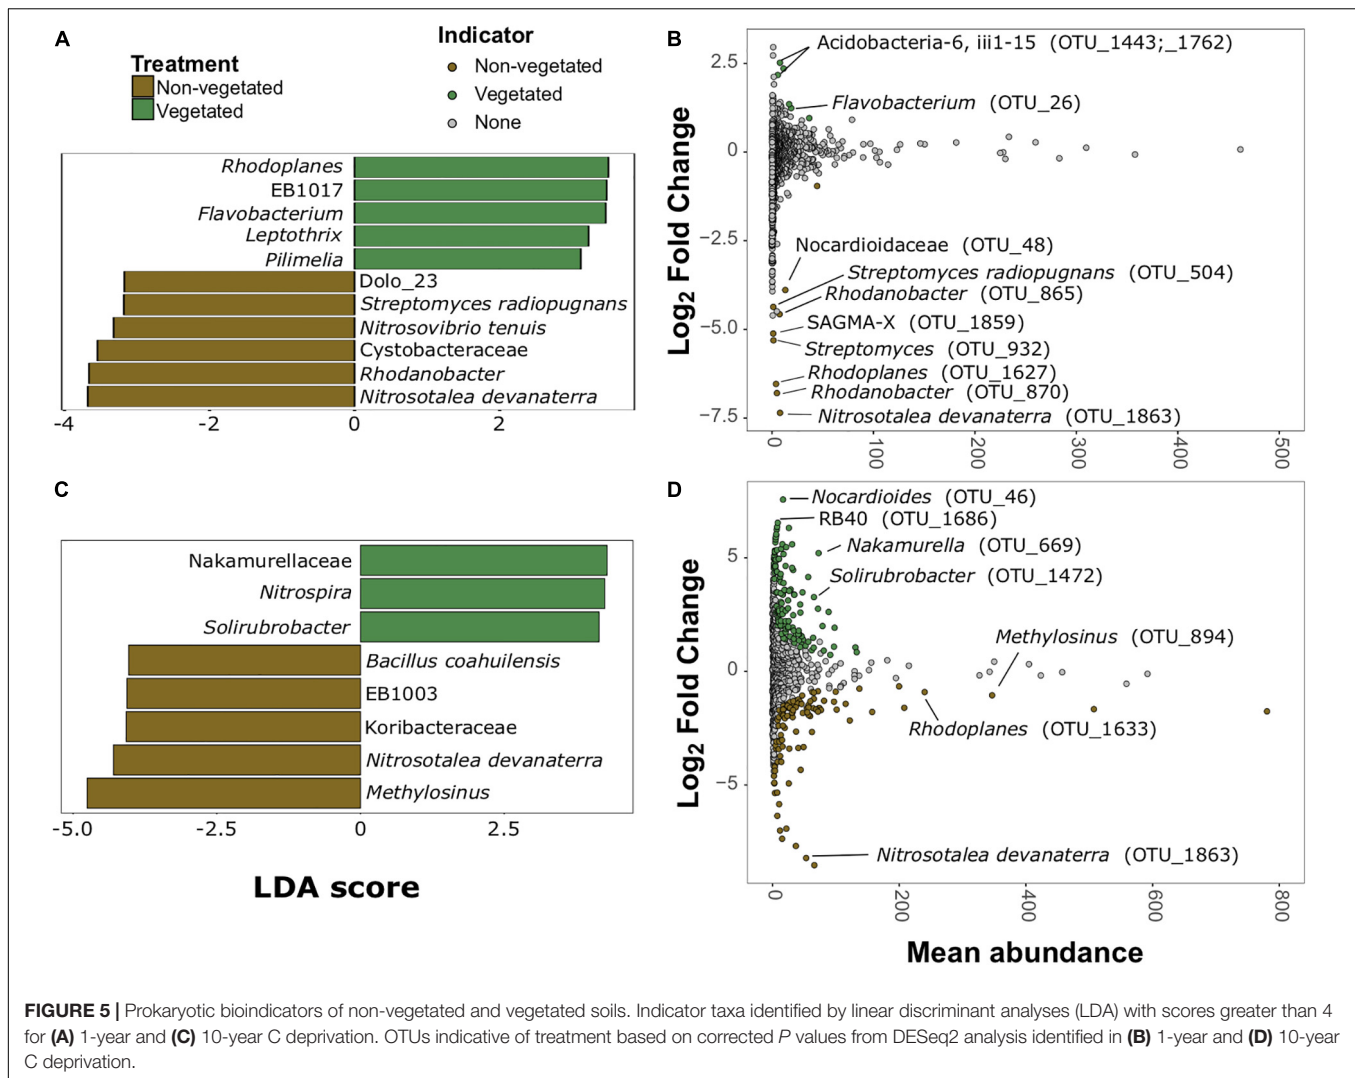 A
Treatment
Non-vegetated
Vegetated
Indicator
Non-vegetated
Vegetated
None
Rhodoplanes
EB1017
Flavobacterium
Leptothrix
Pilimelia
Dolo_23
Streptomyces radiopugnans
Nitrosovibrio tenuis
Cystobacteraceae
Rhodanobacter
Nitrosotalea devanaterra
-4 -2 0 2
B
Log2 Fold Change
2.5
0
−2.5
−5.0
−7.5
Acidobacteria-6, iii1-15 (OTU_1443;_1762)
Flavobacterium (OTU_26)
Nocardioidaceae (OTU_48)
Streptomyces radiopugnans (OTU_504)
Rhodanobacter (OTU_865)
SAGMA-X (OTU_1859)
Streptomyces (OTU_932)
Rhodoplanes (OTU_1627)
Rhodanobacter (OTU_870)
Nitrosotalea devanaterra (OTU_1863)
0 100 200 300 400 500
C
Nakamurellaceae
Nitrospira
Solirubrobacter
Bacillus coahuilensis
EB1003
Koribacteraceae
Nitrosotalea devanaterra
Methylosinus
-5.0 -2.5 0 2.5
LDA score
D
Log2 Fold Change
5
0
−5
Nocardioides (OTU_46)
RB40 (OTU_1686)
Nakamurella (OTU_669)
Solirubrobacter (OTU_1472)
Methylosinus (OTU_894)
Rhodoplanes (OTU_1633)
Nitrosotalea devanaterra (OTU_1863)
0 200 400 600 800
Mean abundance
FIGURE 5 | Prokaryotic bioindicators of non-vegetated and vegetated soils. Indicator taxa identified by linear discriminant analyses (LDA) with scores greater than 4
for (A) 1-year and (C) 10-year C deprivation. OTUs indicative of treatment based on corrected P values from DESeq2 analysis identified in (B) 1-year and (D) 10-year
C deprivation.